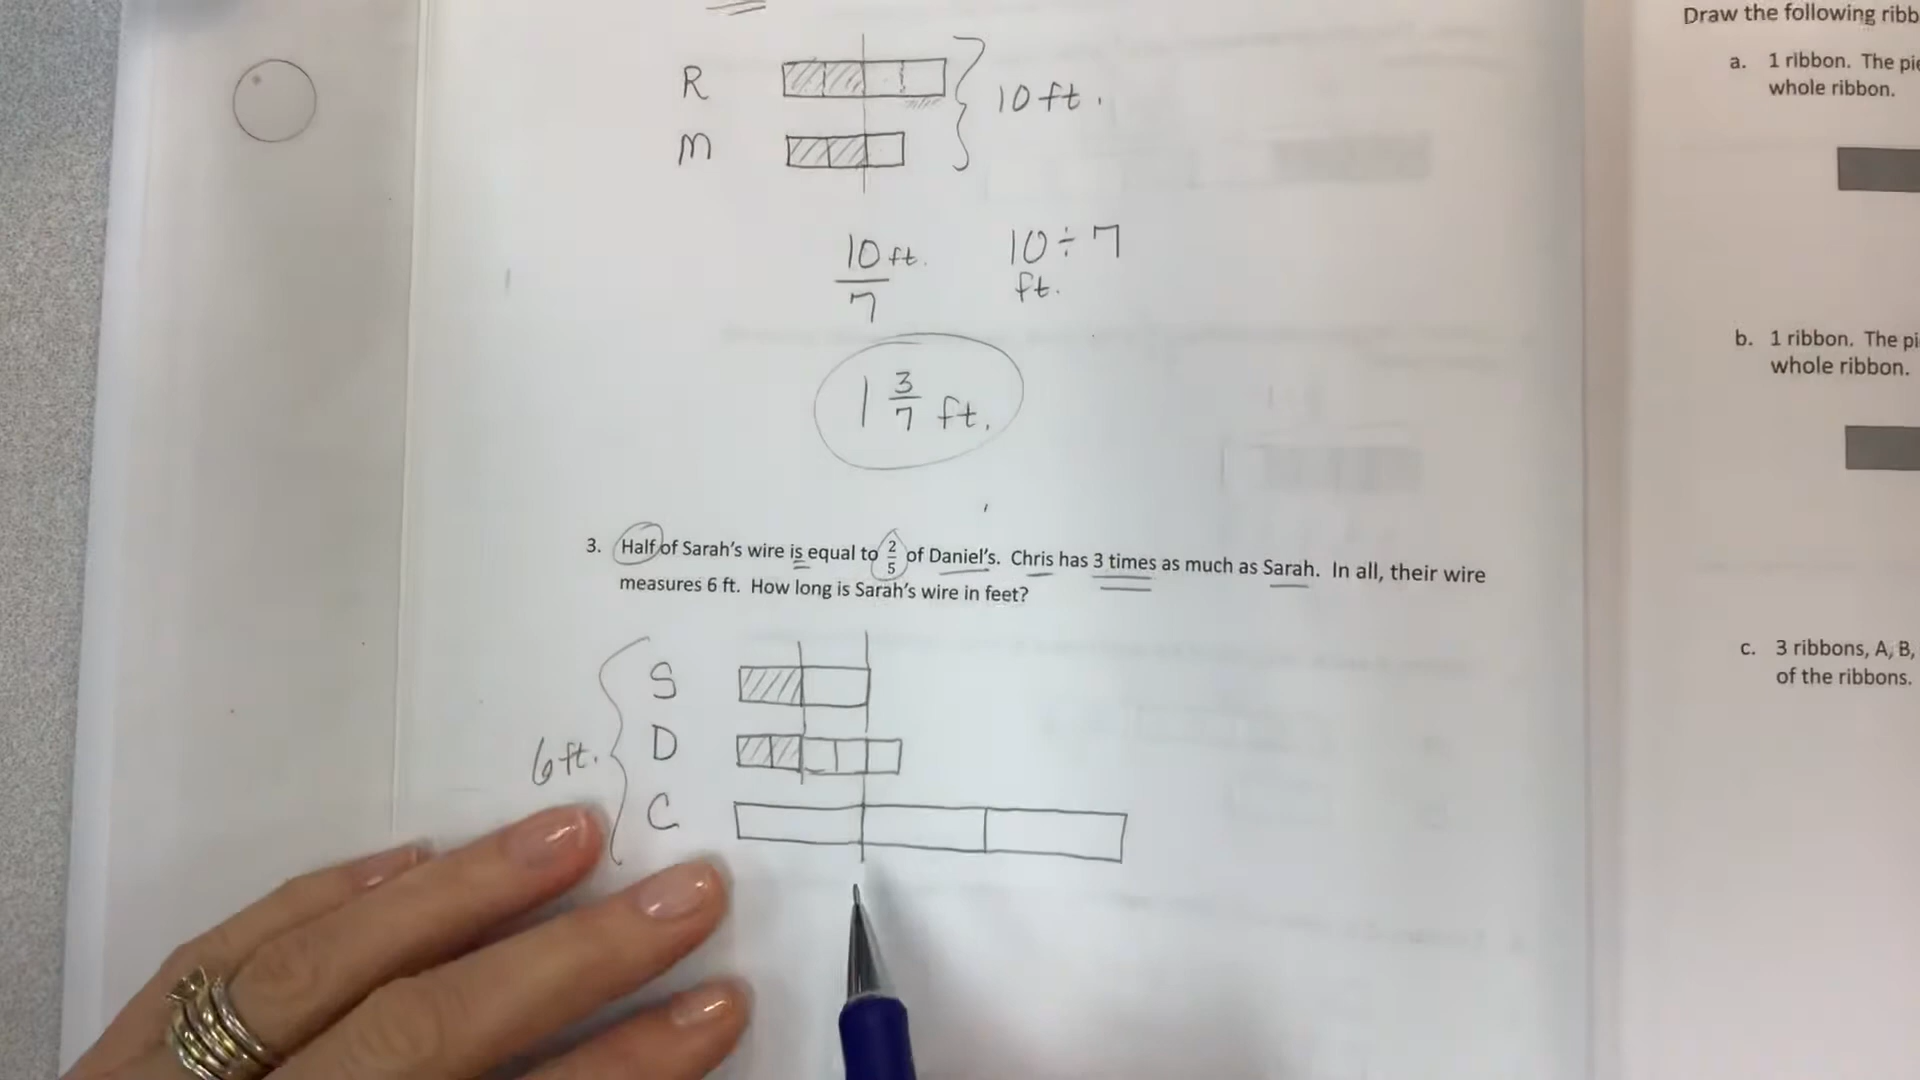 R
10 ft.
M
10 ft.
7
10 ÷ 7
ft.
1 3/7 ft.
3. Half of Sarah's wire is equal to 2/5 of Daniel's. Chris has 3 times as much as Sarah. In all, their wire
measures 6 ft. How long is Sarah's wire in feet?
S
D
6 ft.
C
Draw the following ribb
a. 1 ribbon. The pie
whole ribbon.
b. 1 ribbon. The pi
whole ribbon.
c. 3 ribbons, A, B,
of the ribbons.